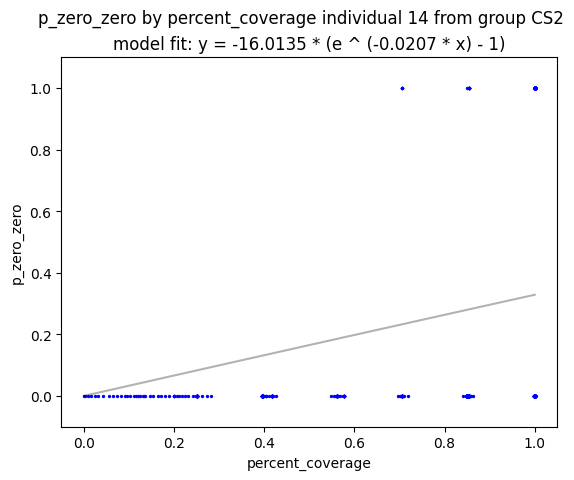 p_zero_zero by percent_coverage individual 14 from group CS2
model fit: y = -16.0135 * (e ^ (-0.0207 * x) - 1)
1.0
0.8
0.6
0.4
0.2
0.0
p_zero_zero
0.0 0.2 0.4 0.6 0.8 1.0
percent_coverage